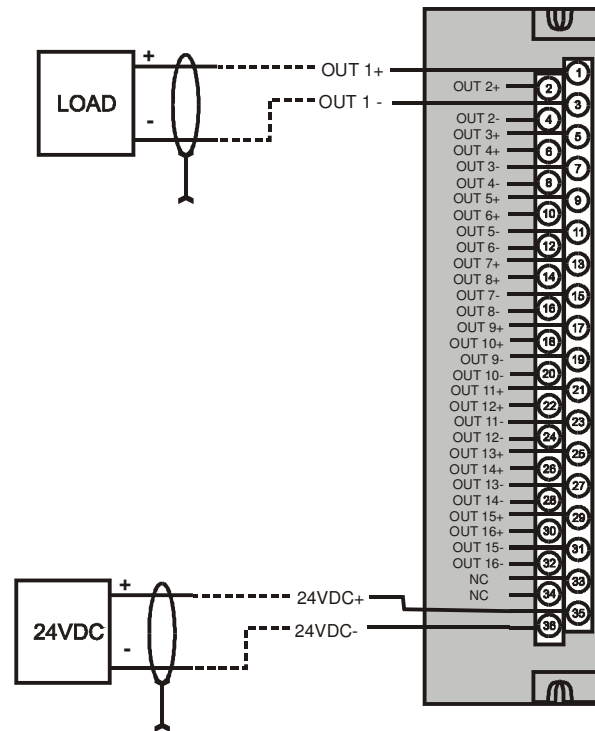 LOAD
+
-
OUT 1+
OUT 1 -
OUT 2+
OUT 2-
OUT 3+
OUT 4+
OUT 3-
OUT 4-
OUT 5+
OUT 6+
OUT 5-
OUT 6-
OUT 7+
OUT 8+
OUT 7-
OUT 8-
OUT 9+
OUT 10+
OUT 9-
OUT 10-
OUT 11+
OUT 12+
OUT 11-
OUT 12-
OUT 13+
OUT 14+
OUT 13-
OUT 14-
OUT 15+
OUT 16+
OUT 15-
OUT 16-
NC
NC
1
2
3
4
5
6
7
8
9
10
11
12
13
14
15
16
17
18
19
20
21
22
23
24
25
26
27
28
29
30
31
32
33
34
35
36
24VDC
+
-
24VDC+
24VDC-